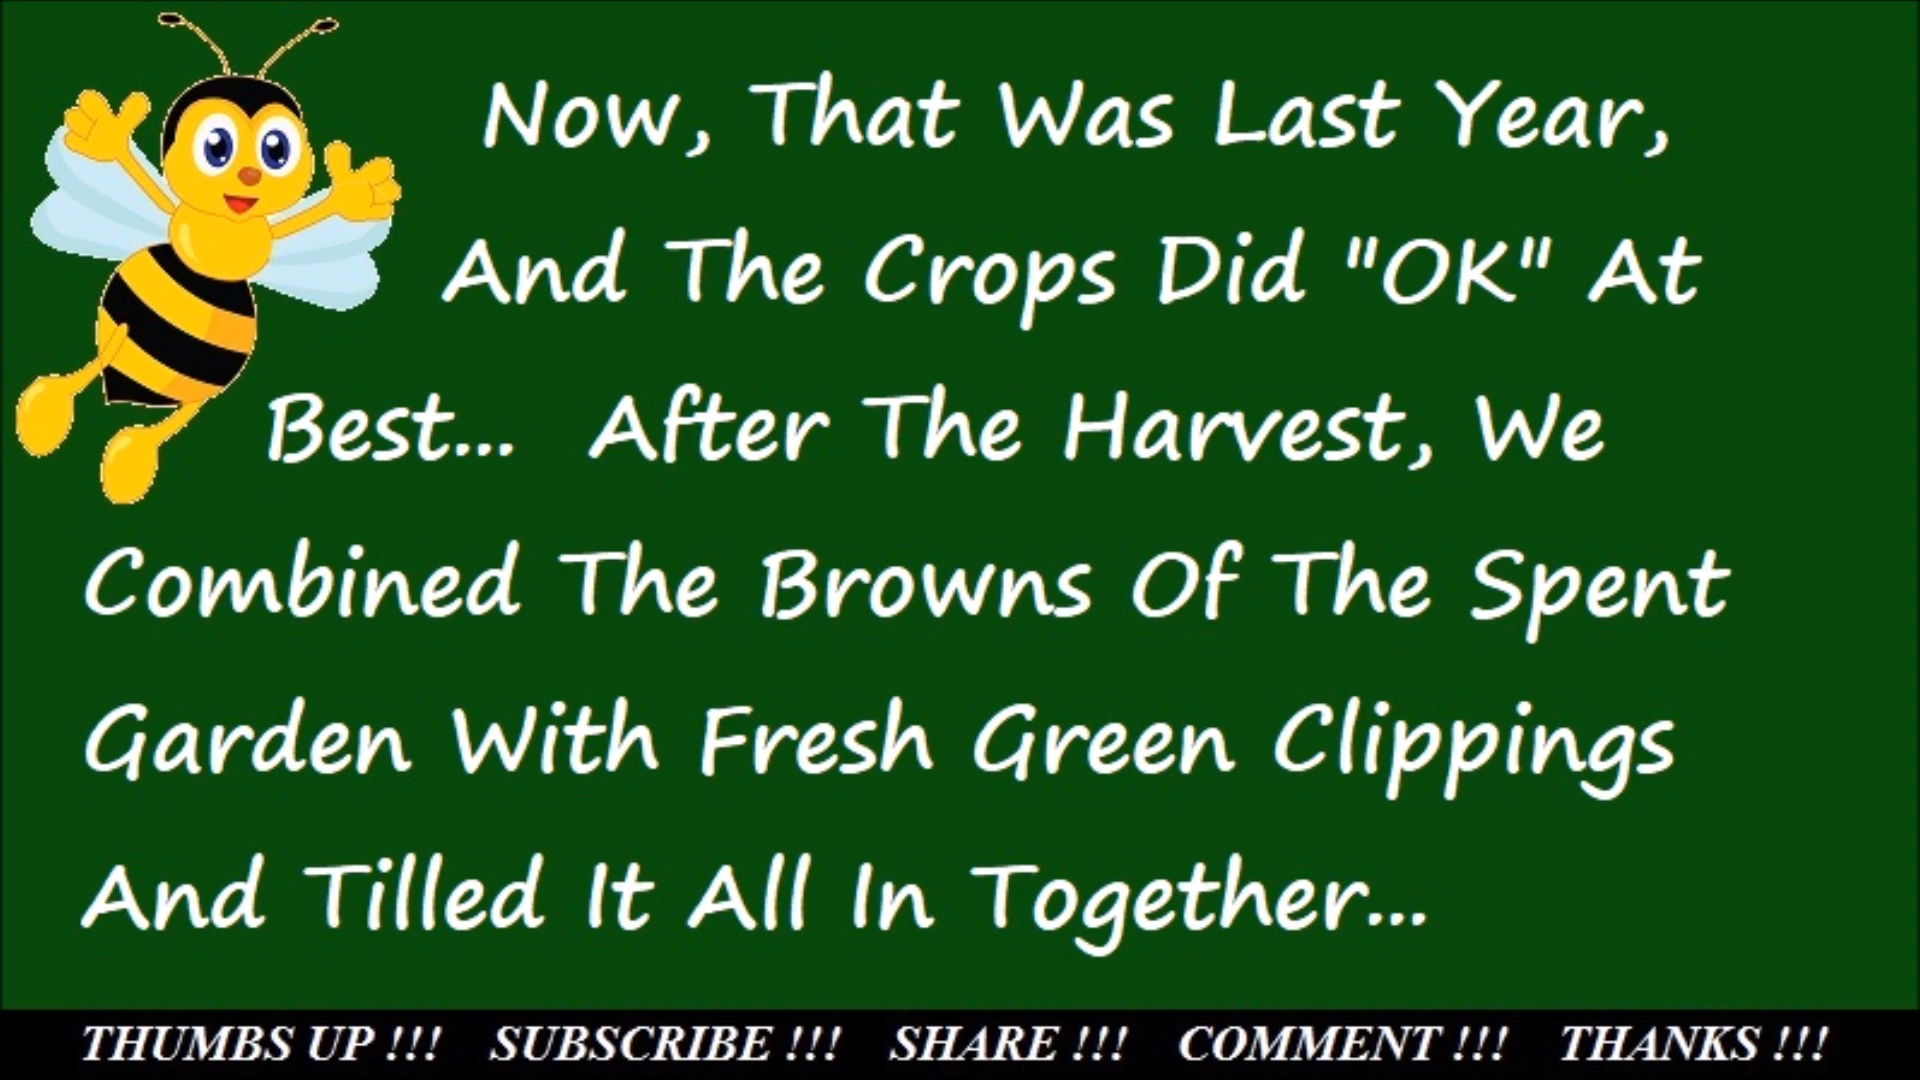 Now, That Was Last Year,
And The Crops Did "OK" At
Best... After The Harvest, We
Combined The Browns Of The Spent
Garden With Fresh Green Clippings
And Tilled It All In Together...
THUMBS UP !!! SUBSCRIBE !!! SHARE !!! COMMENT !!! THANKS !!!